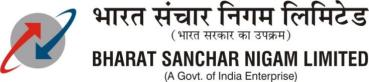 भारत संचार निगम लिमिटेड
(भारत सरकार का उपक्रम)
BHARAT SANCHAR NIGAM LIMITED
(A Govt. of India Enterprise)